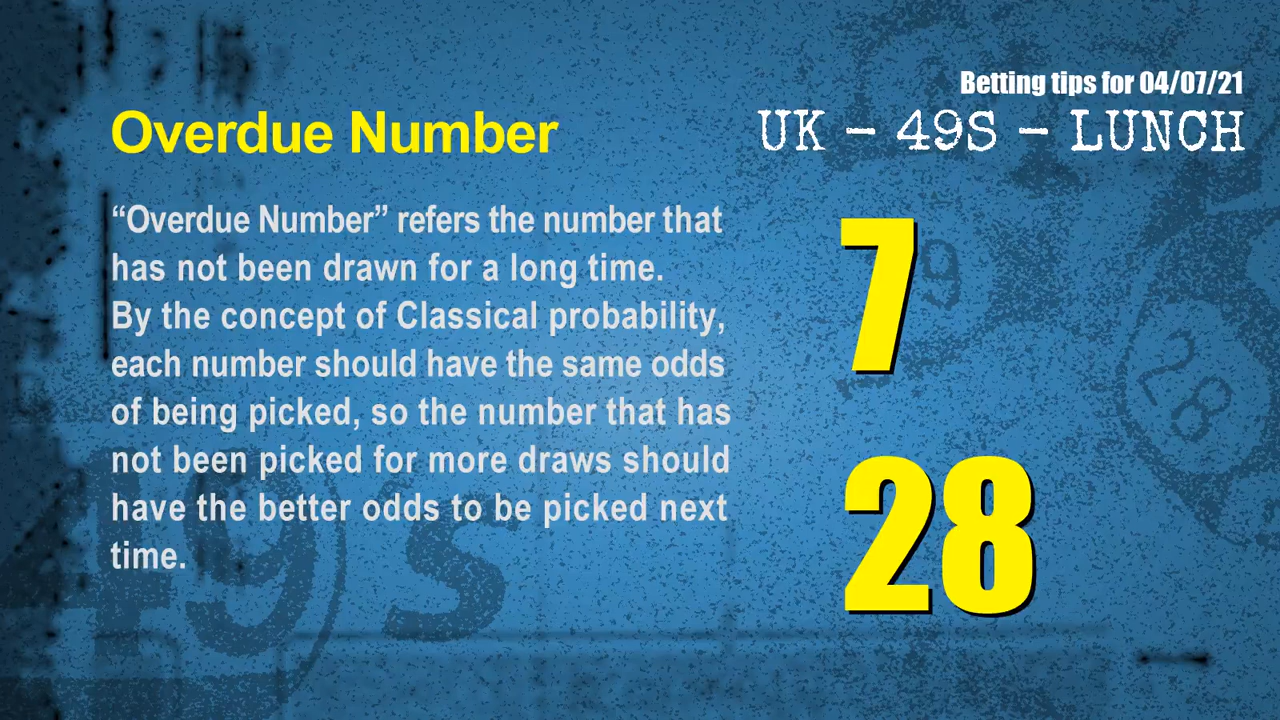 Betting tips for 04/07/21
UK - 49S - LUNCH
Overdue Number
“Overdue Number” refers the number that
has not been drawn for a long time.
By the concept of Classical probability,
each number should have the same odds
of being picked, so the number that has
not been picked for more draws should
have the better odds to be picked next
time.
7
28
49's
9
28